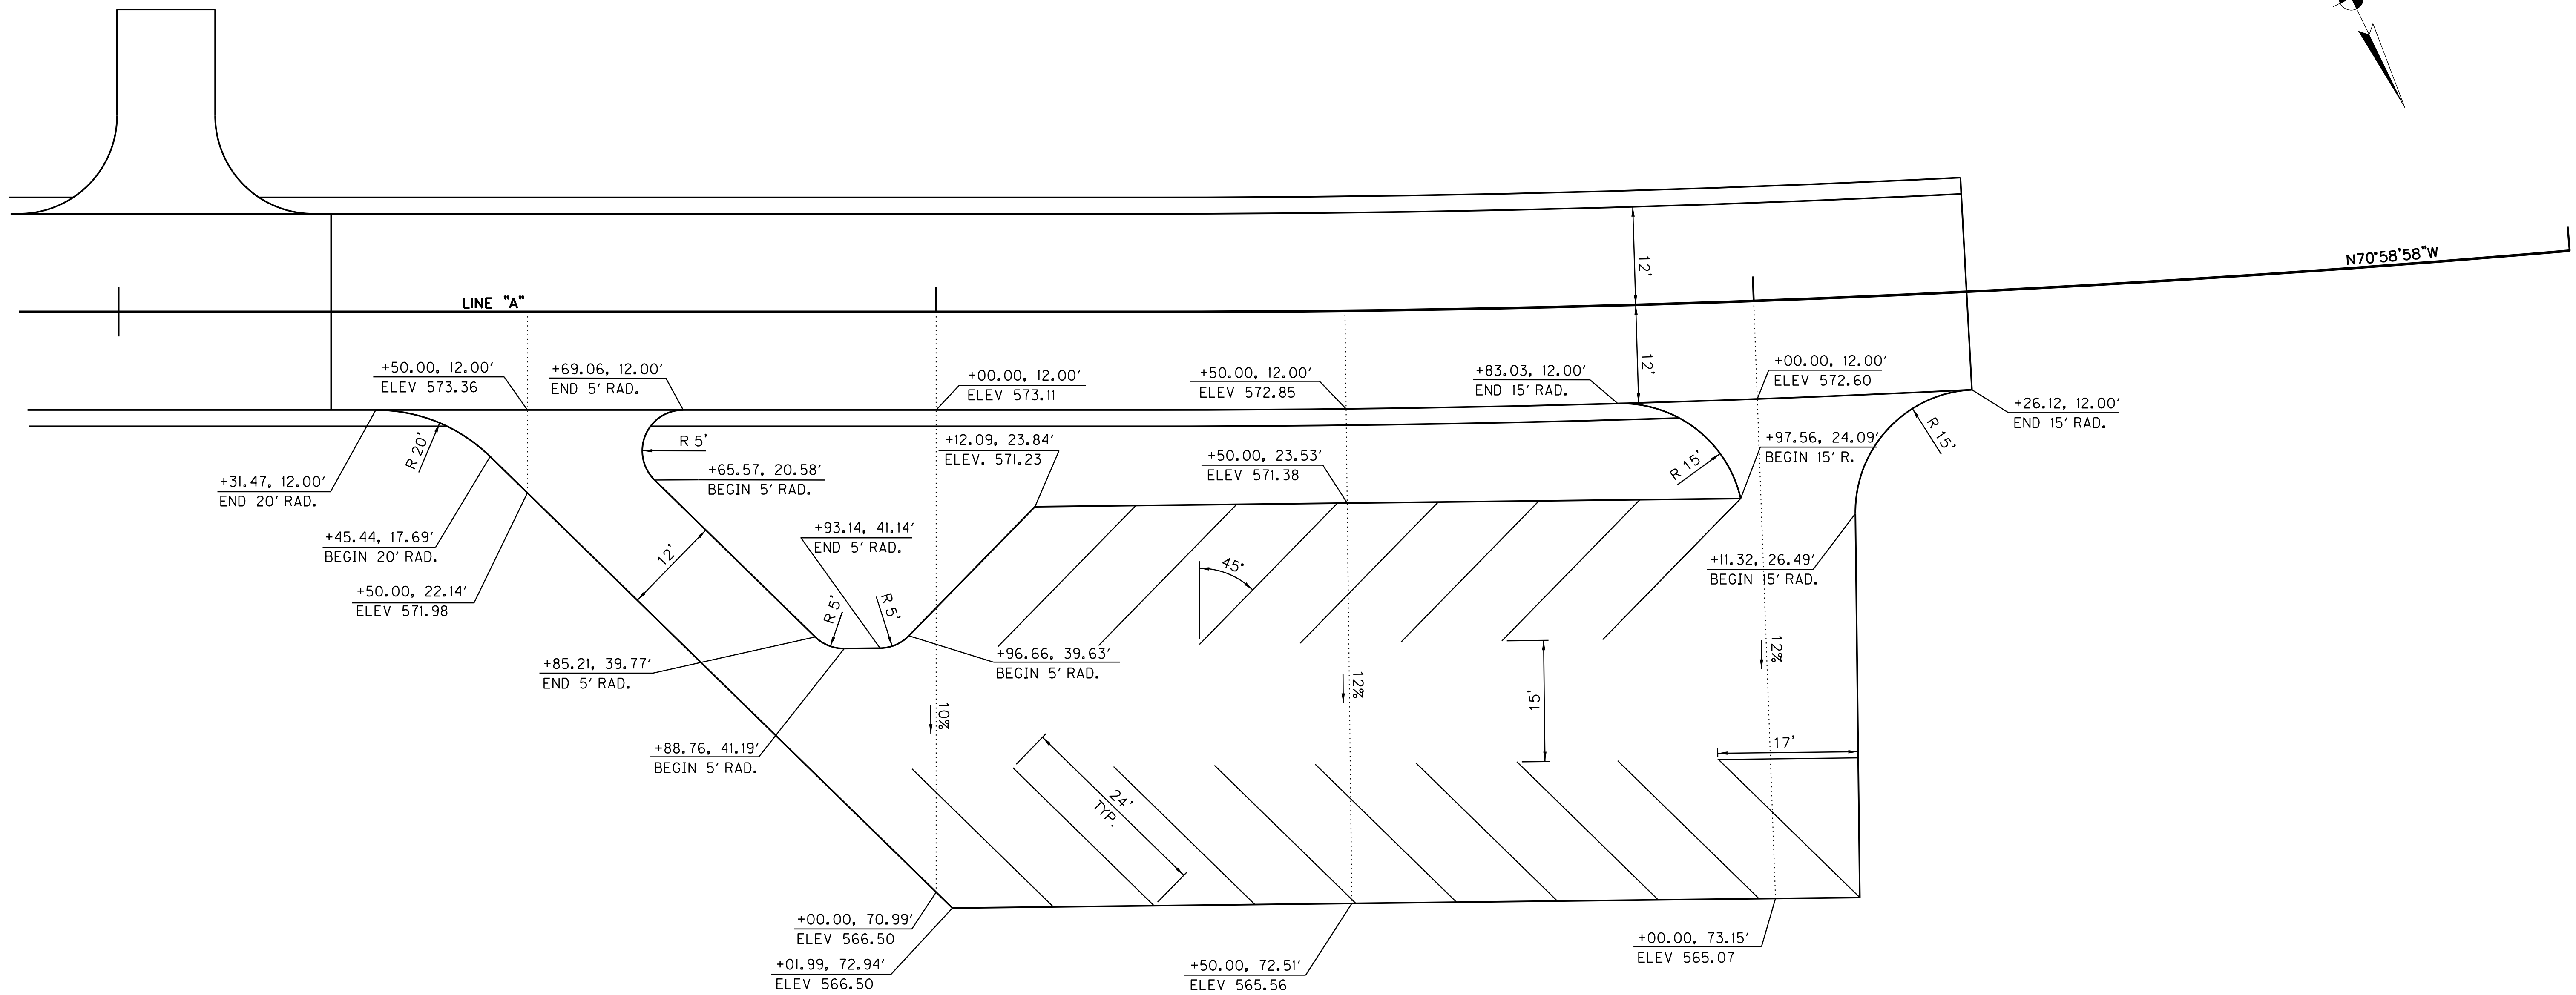 N70°58'58"W
LINE "A"
12'
12'
+50.00, 12.00'
ELEV 573.36
+69.06, 12.00'
END 5' RAD.
+00.00, 12.00'
ELEV 573.11
+50.00, 12.00'
ELEV 572.85
+83.03, 12.00'
END 15' RAD.
+00.00, 12.00'
ELEV 572.60
+26.12, 12.00'
END 15' RAD.
R 20'
R 5'
+12.09, 23.84'
ELEV. 571.23
+50.00, 23.53'
ELEV 571.38
R 15'
+97.56, 24.09'
BEGIN 15' R.
R 15'
+31.47, 12.00'
END 20' RAD.
+65.57, 20.58'
BEGIN 5' RAD.
+45.44, 17.69'
BEGIN 20' RAD.
12'
+93.14, 41.14'
END 5' RAD.
45°
+11.32, 26.49'
BEGIN 15' RAD.
+50.00, 22.14'
ELEV 571.98
R 5'
R 5'
+85.21, 39.77'
END 5' RAD.
+96.66, 39.63'
BEGIN 5' RAD.
12%
12%
15'
10%
+88.76, 41.19'
BEGIN 5' RAD.
17'
24'
TYP.
+00.00, 70.99'
ELEV 566.50
+01.99, 72.94'
ELEV 566.50
+50.00, 72.51'
ELEV 565.56
+00.00, 73.15'
ELEV 565.07